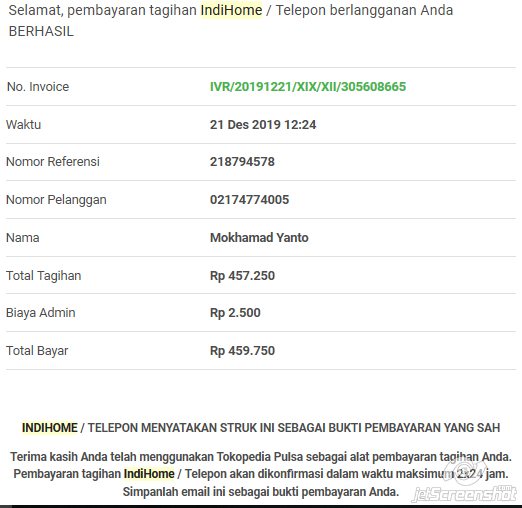 Selamat, pembayaran tagihan IndiHome / Telepon berlangganan Anda
BERHASIL
No. Invoice IVR/20191221/XIX/XII/305608665
Waktu 21 Des 2019 12:24
Nomor Referensi 218794578
Nomor Pelanggan 02174774005
Nama Mokhamad Yanto
Total Tagihan Rp 457.250
Biaya Admin Rp 2.500
Total Bayar Rp 459.750
INDIHOME / TELEPON MENYATAKAN STRUK INI SEBAGAI BUKTI PEMBAYARAN YANG SAH
Terima kasih Anda telah menggunakan Tokopedia Pulsa sebagai alat pembayaran tagihan Anda.
Pembayaran tagihan IndiHome / Telepon akan dikonfirmasi dalam waktu maksimum 2x24 jam.
Simpanlah email ini sebagai bukti pembayaran Anda.
jetScreenshot.com